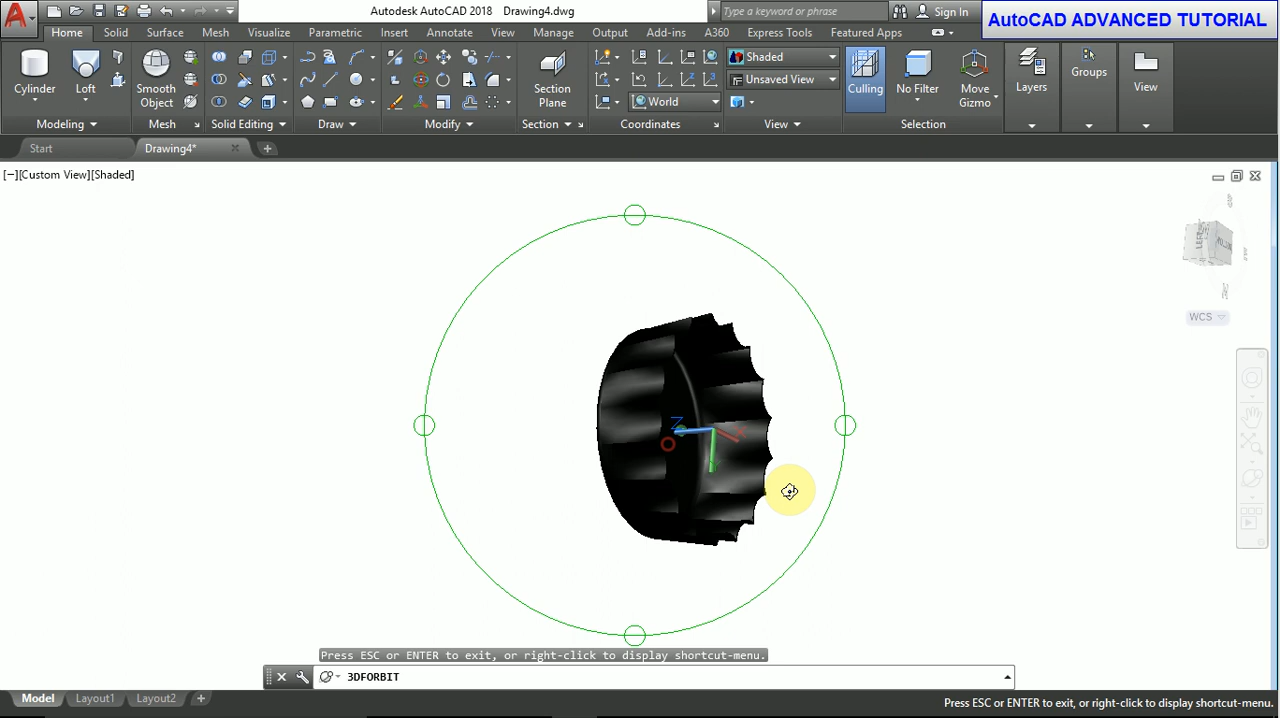 Autodesk AutoCAD 2018 Drawing4.dwg
Type a keyword or phrase
Sign In
AutoCAD ADVANCED TUTORIAL
Home Solid Surface Mesh Visualize Parametric Insert Annotate View Manage Output Add-ins A360 Express Tools Featured Apps
Cylinder
Loft
Smooth
Object
Section
Plane
World
Shaded
Unsaved View
Culling
No Filter
Move
Gizmo
Layers
Groups
View
Modeling Mesh Solid Editing Draw Modify Section Coordinates View Selection
Start
Drawing4*
[−][Custom View][Shaded]
WCS
Z
Press ESC or ENTER to exit, or right-click to display shortcut-menu.
3DFORBIT
Model Layout1 Layout2
Press ESC or ENTER to exit, or right-click to display shortcut-menu.